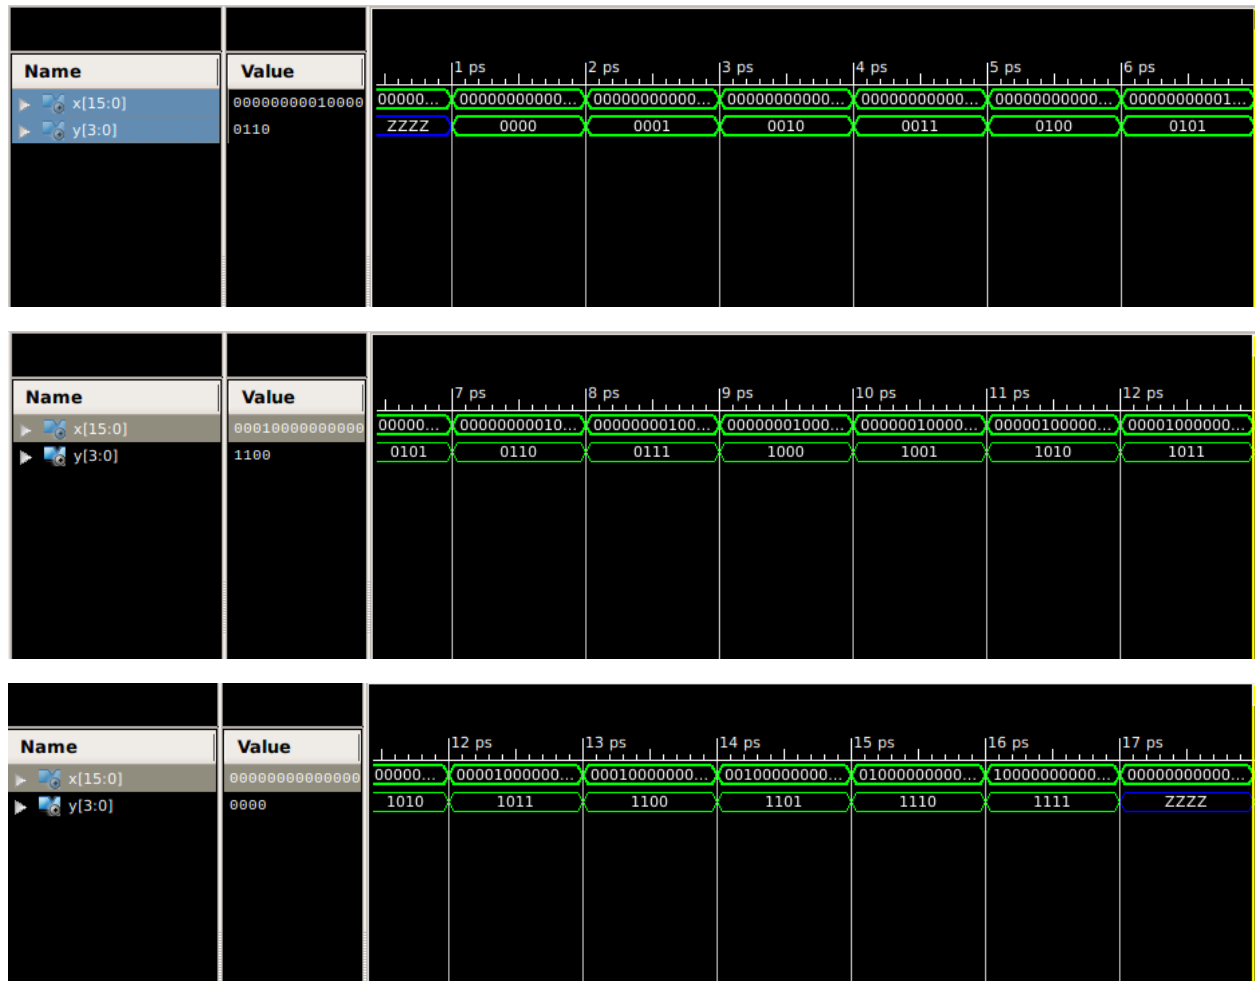 1 ps 2 ps 3 ps 4 ps 5 ps 6 ps
Name Value
x[15:0] 00000000010000 00000... 00000000000... 00000000000... 00000000000... 00000000000... 00000000000... 00000000001...
y[3:0] 0110 ZZZZ 0000 0001 0010 0011 0100 0101
7 ps 8 ps 9 ps 10 ps 11 ps 12 ps
Name Value
x[15:0] 00010000000000 00000... 00000000010... 00000000100... 00000001000... 00000010000... 00000100000... 00001000000...
y[3:0] 1100 0101 0110 0111 1000 1001 1010 1011
12 ps 13 ps 14 ps 15 ps 16 ps 17 ps
Name Value
x[15:0] 00000000000000 00000... 00001000000... 00010000000... 00100000000... 01000000000... 10000000000... 00000000000...
y[3:0] 0000 1010 1011 1100 1101 1110 1111 ZZZZ